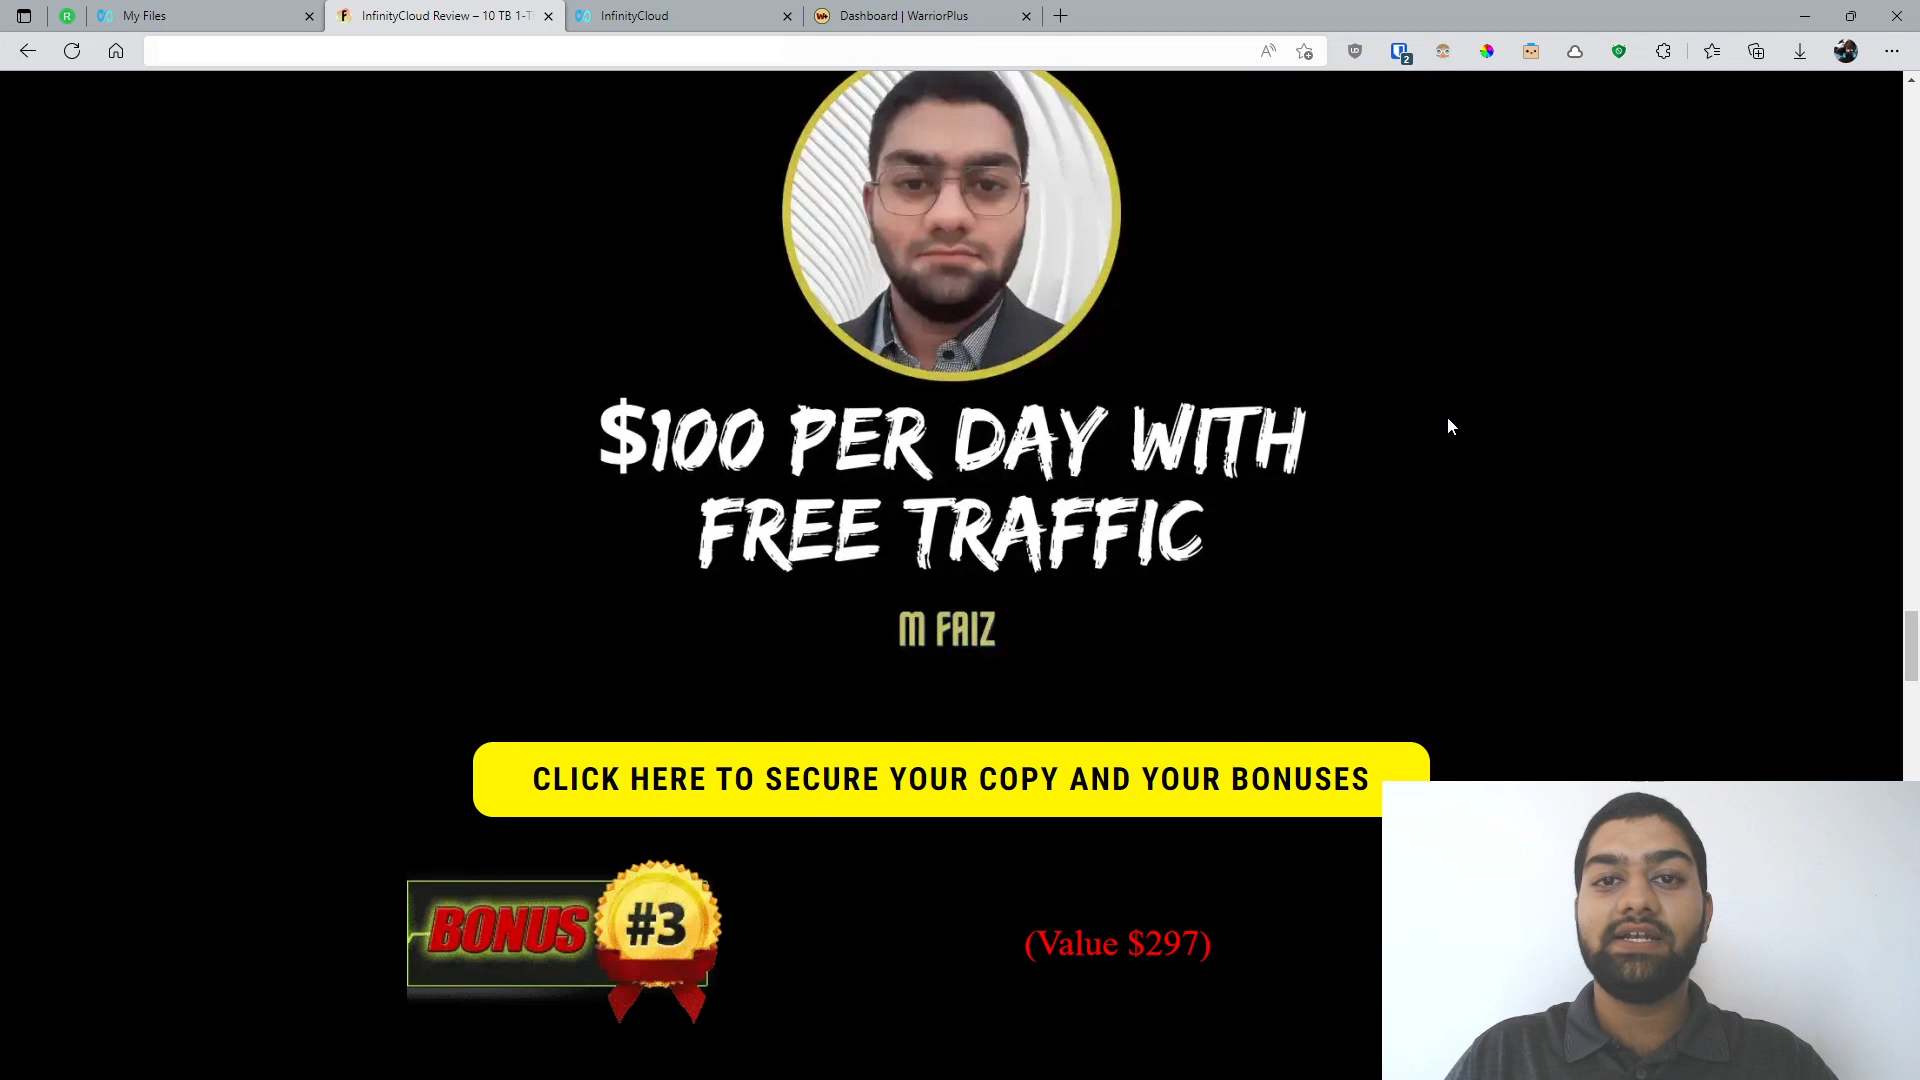 My Files
InfinityCloud Review – 10 TB 1-T
InfinityCloud
Dashboard | WarriorPlus
2
$100 PER DAY WITH
FREE TRAFFIC
M FAIZ
CLICK HERE TO SECURE YOUR COPY AND YOUR BONUSES
BONUS #3
(Value $297)